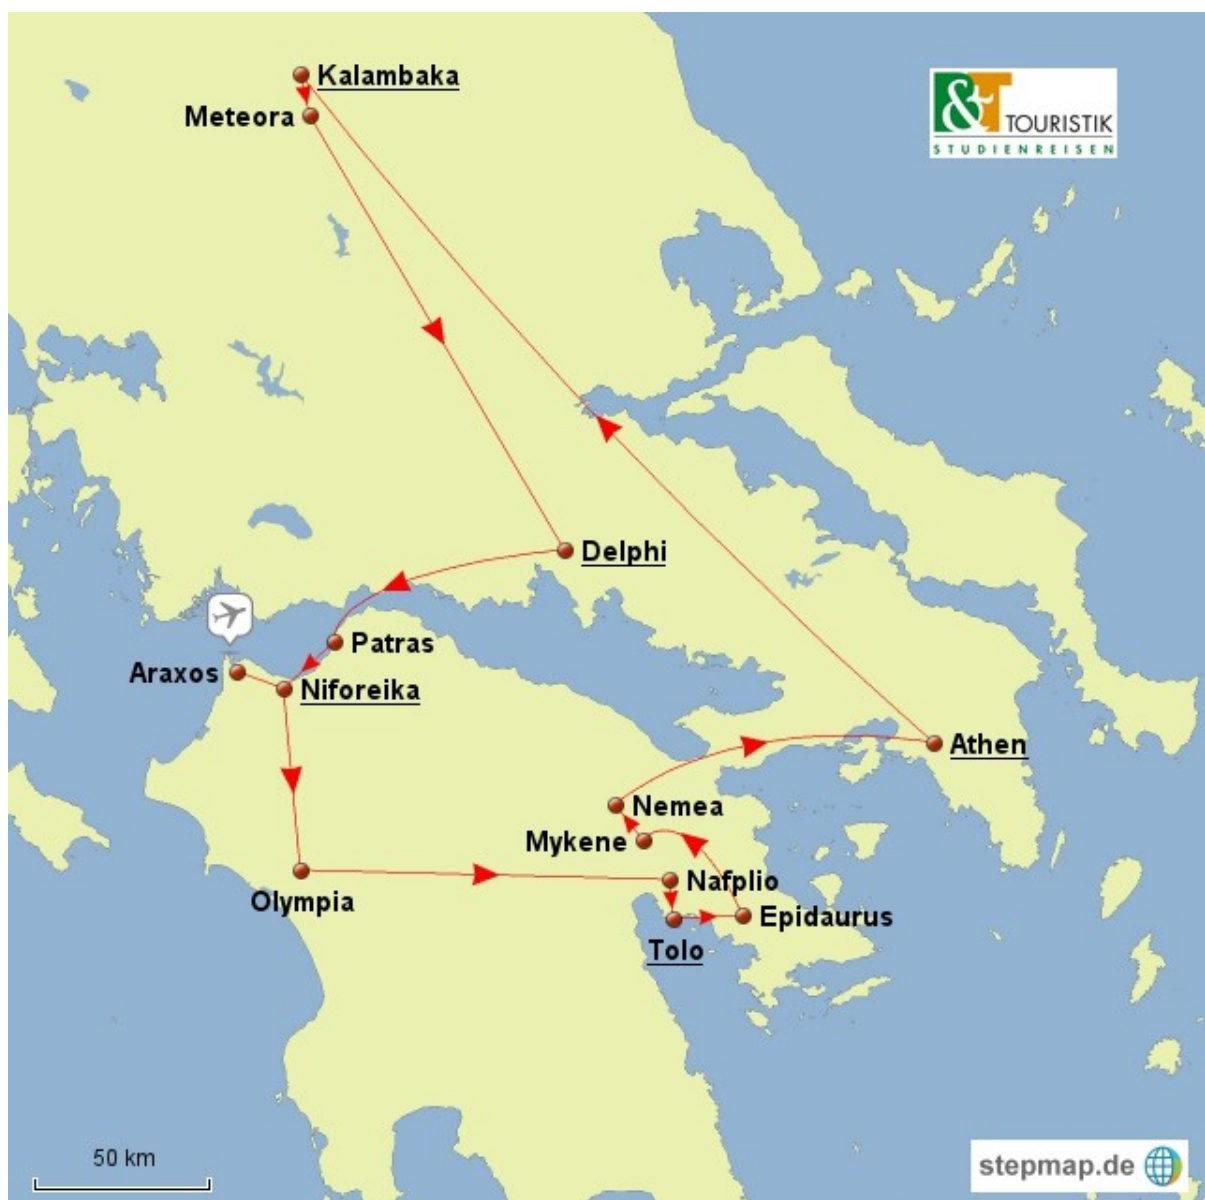 Kalambaka
Meteora
&T TOURISTIK
STUDIENREISEN
Delphi
Patras
Araxos
Niforeika
Athen
Nemea
Mykene
Nafplio
Olympia
Epidaurus
Tolo
50 km
stepmap.de